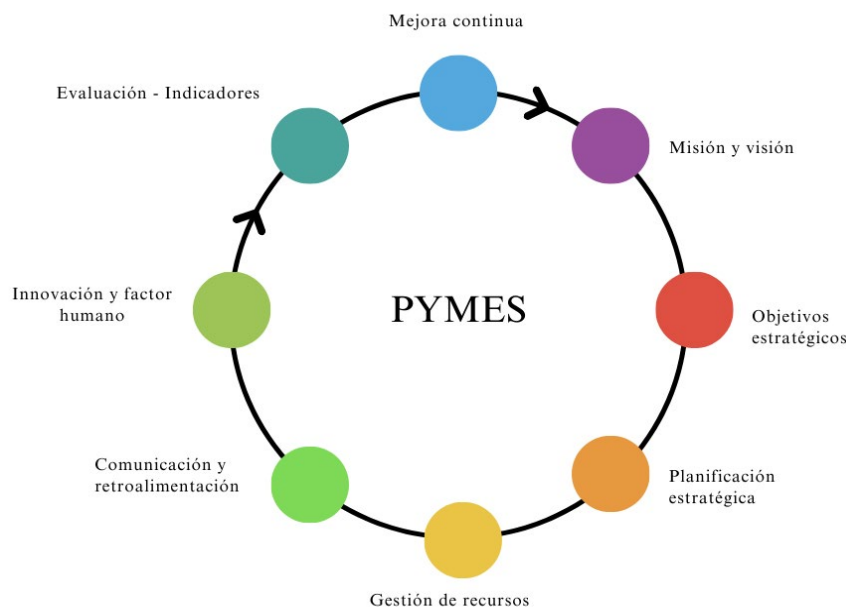 Mejora continua
Evaluación - Indicadores
Misión y visión
Innovación y factor
humano
PYMES
Objetivos
estratégicos
Comunicación y
retroalimentación
Planificación
estratégica
Gestión de recursos